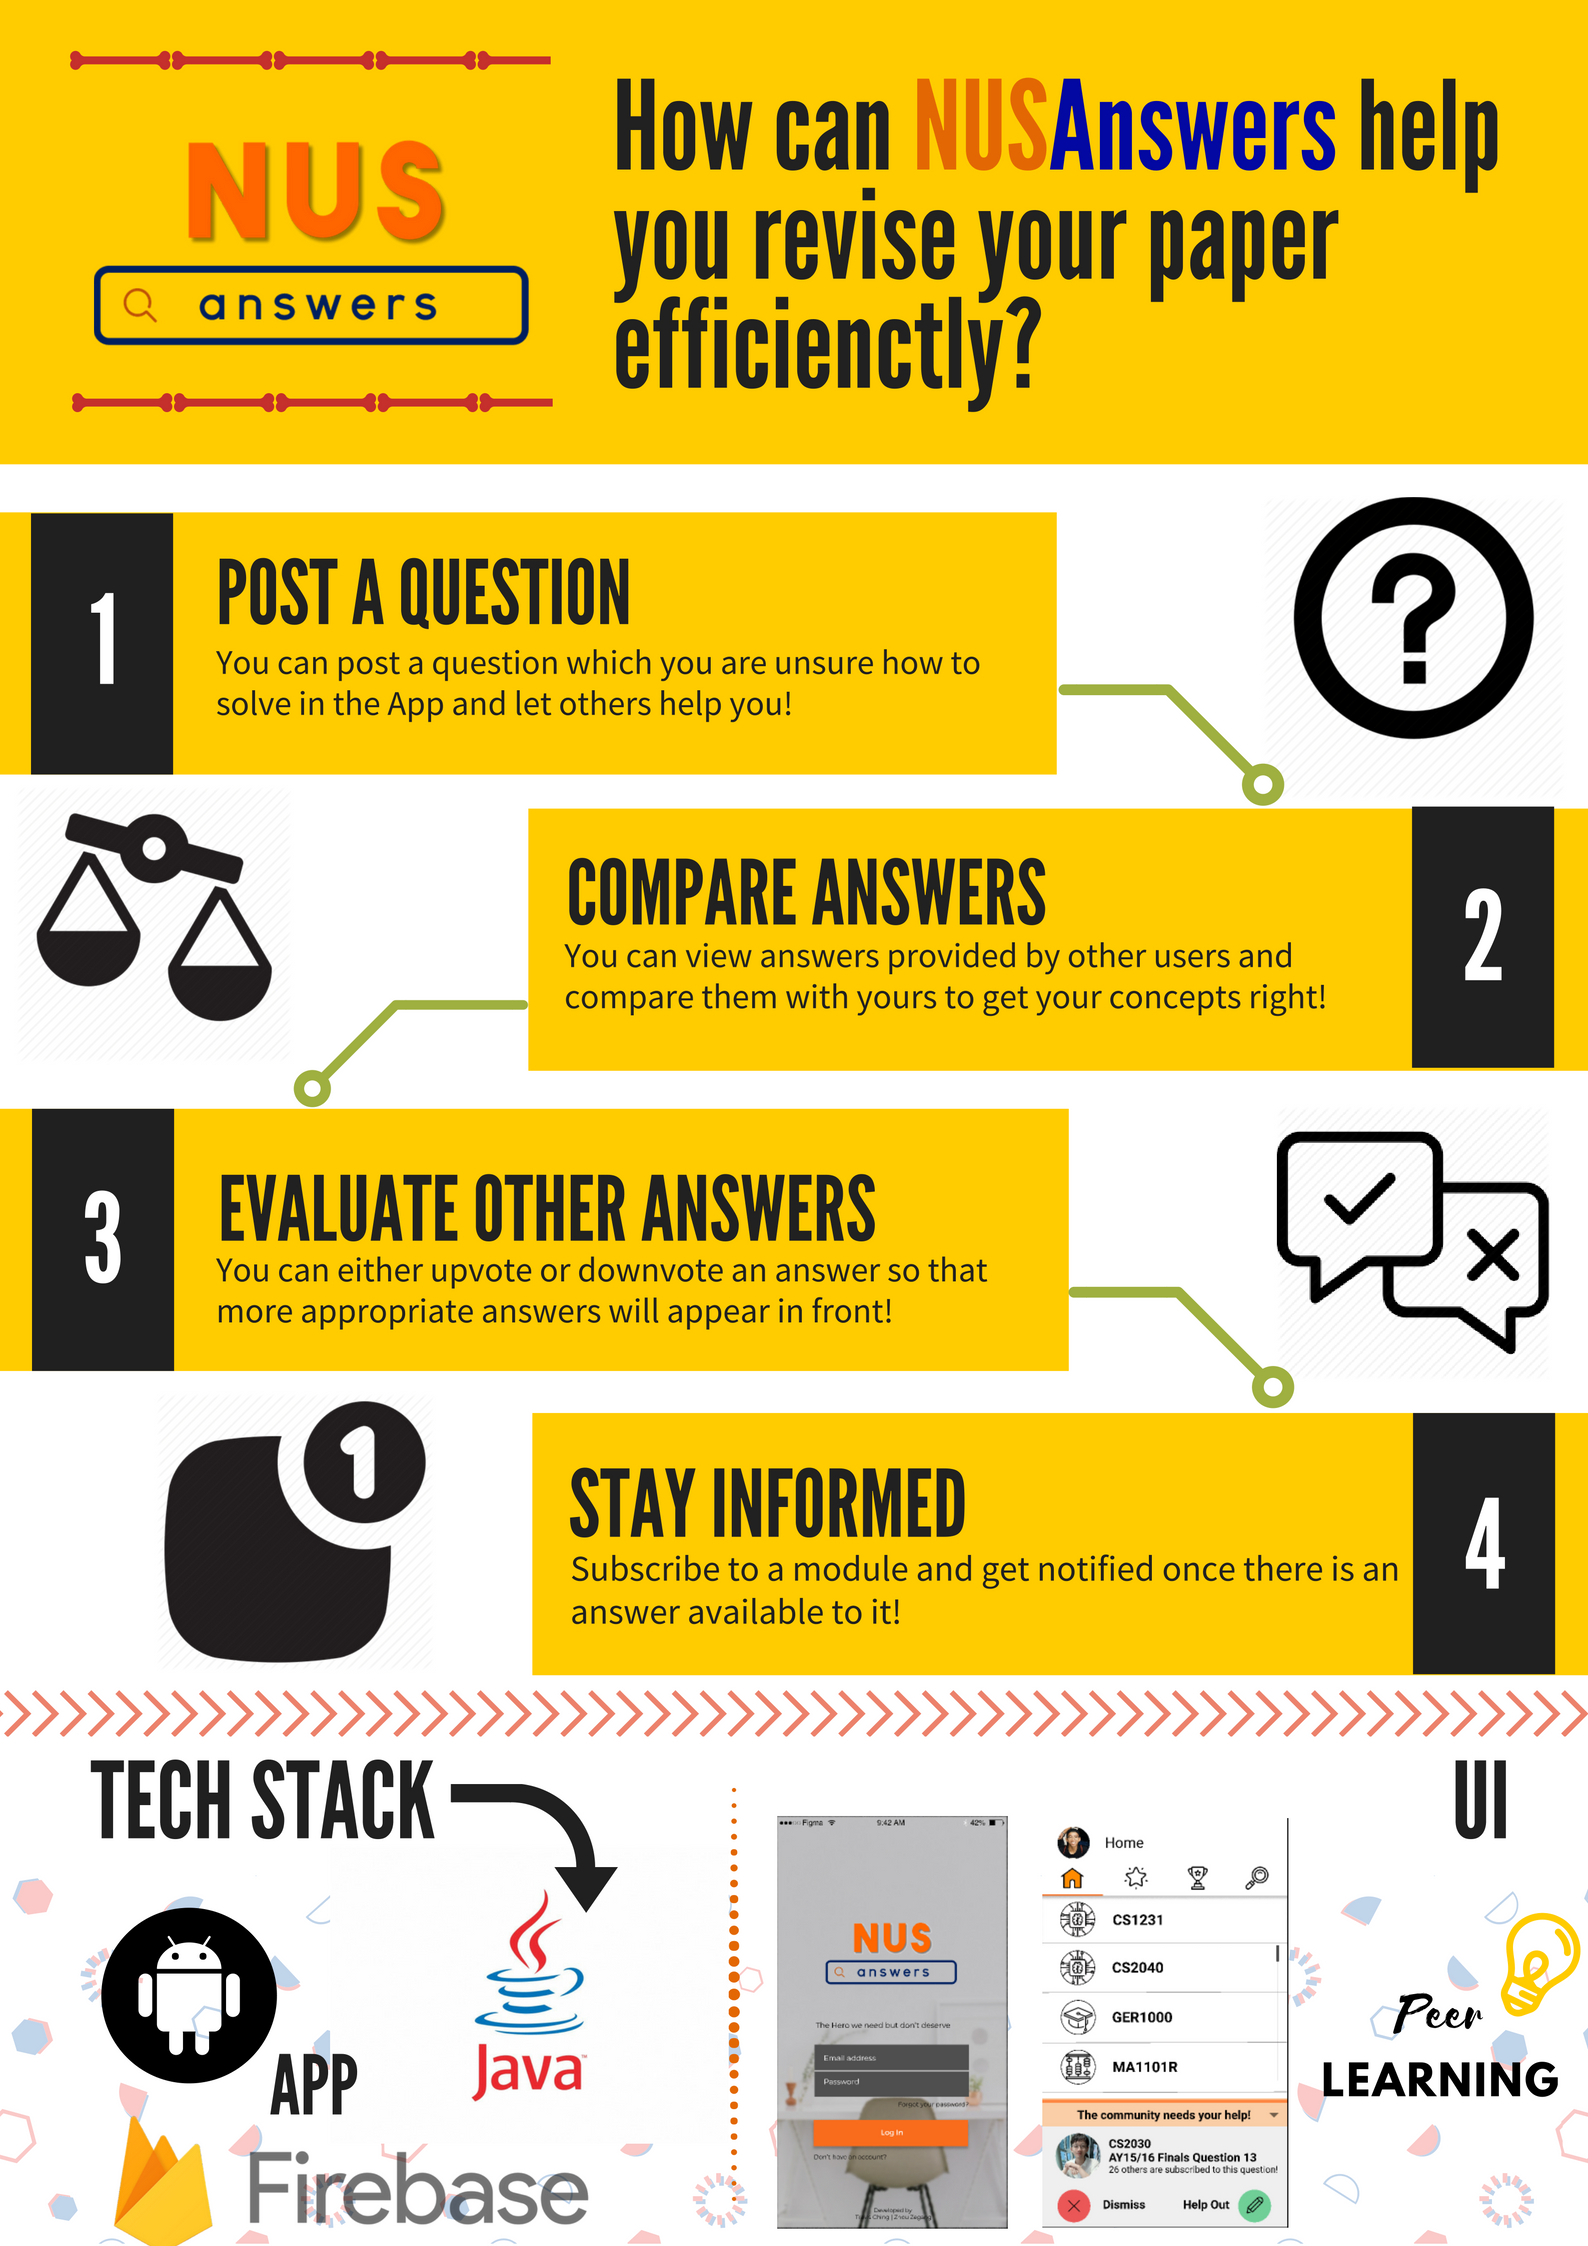 NUS
answers
How can NUSAnswers help
you revise your paper
efficienctly?
1
POST A QUESTION
You can post a question which you are unsure how to
solve in the App and let others help you!
COMPARE ANSWERS
You can view answers provided by other users and
compare them with yours to get your concepts right!
2
3
EVALUATE OTHER ANSWERS
You can either upvote or downvote an answer so that
more appropriate answers will appear in front!
1
STAY INFORMED
Subscribe to a module and get notified once there is an
answer available to it!
4
TECH STACK
APP
Java
Firebase
UI
Figma 9:42 AM 42%
NUS
answers
The Hero we need but don't deserve
Email address
Password
Forgot your password?
Log In
Don't have an account?
Developed by
Home
CS1231
CS2040
GER1000
MA1101R
The community needs your help!
CS2030
AY15/16 Finals Question 13
26 others are subscribed to this question!
Dismiss Help Out
Peer
LEARNING